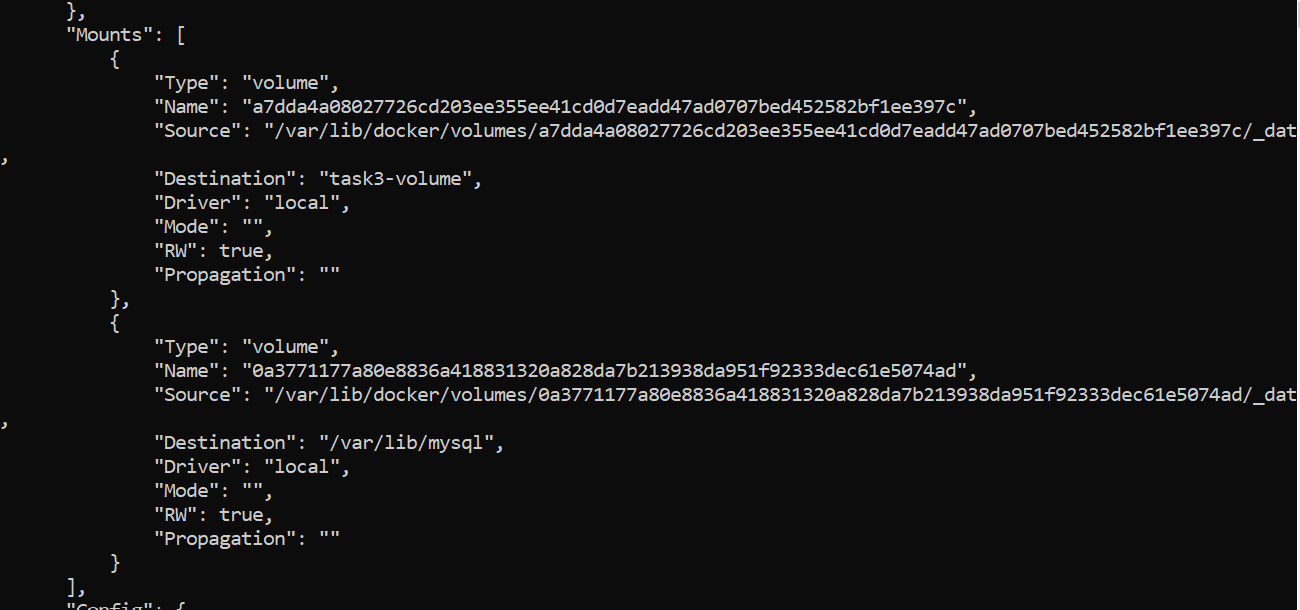 },
    "Mounts": [
        {
            "Type": "volume",
            "Name": "a7dda4a08027726cd203ee355ee41cd0d7eadd47ad0707bed452582bf1ee397c",
            "Source": "/var/lib/docker/volumes/a7dda4a08027726cd203ee355ee41cd0d7eadd47ad0707bed452582bf1ee397c/_dat
,
            "Destination": "task3-volume",
            "Driver": "local",
            "Mode": "",
            "RW": true,
            "Propagation": ""
        },
        {
            "Type": "volume",
            "Name": "0a3771177a80e8836a418831320a828da7b213938da951f92333dec61e5074ad",
            "Source": "/var/lib/docker/volumes/0a3771177a80e8836a418831320a828da7b213938da951f92333dec61e5074ad/_dat
,
            "Destination": "/var/lib/mysql",
            "Driver": "local",
            "Mode": "",
            "RW": true,
            "Propagation": ""
        }
    ],
    "Config": {